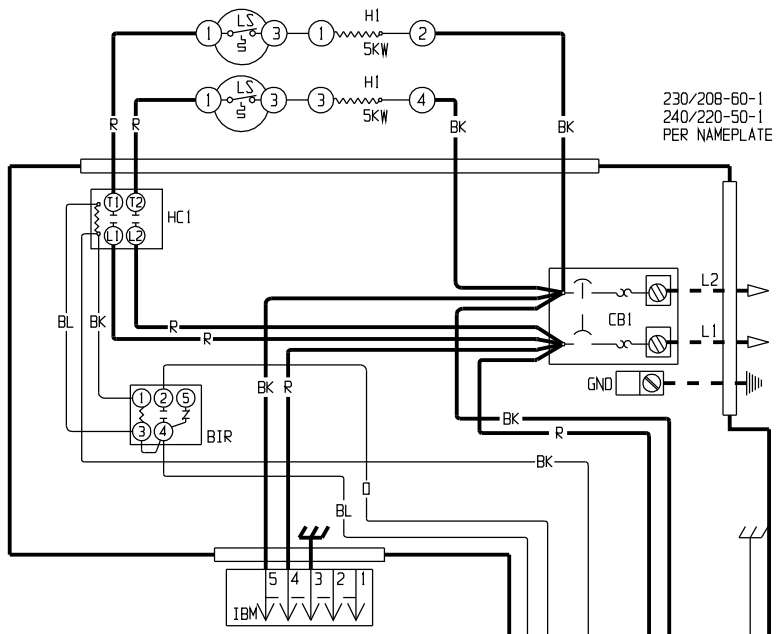 LS H1
1 3 1 2
5KW
LS H1
1 3 3 4
5KW
230/208-60-1
240/220-50-1
PER NAMEPLATE
R R BK BK
T1 T2
HC1
L1 L2
L2
BL BK R
R
CB1 L1
BK R GND
1 2 5
BK
3 4 BIR R
BK
O
BL
5 4 3 2 1
IBM